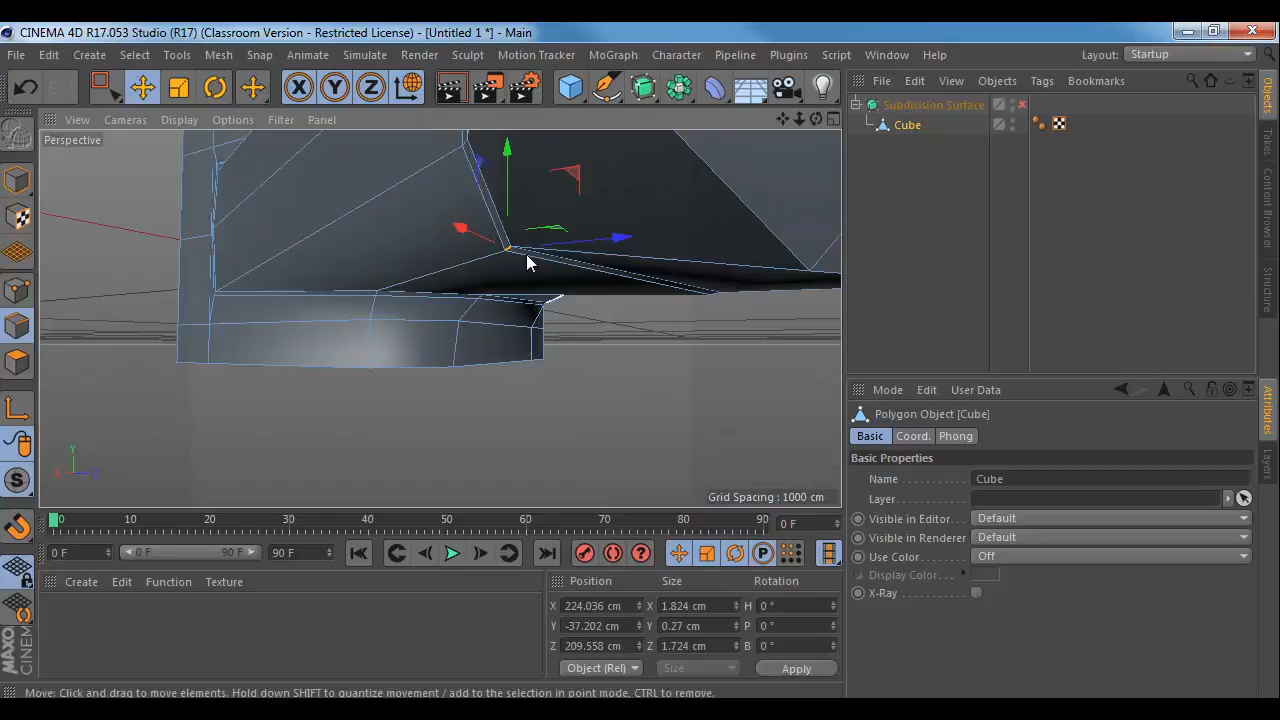 CINEMA 4D R17.053 Studio (R17) (Classroom Version - Restricted License) - [Untitled 1 *] - Main
File Edit Create Select Tools Mesh Snap Animate Simulate Render Sculpt Motion Tracker MoGraph Character Pipeline Plugins Script Window Help Layout: Startup
X Y Z
File Edit View Objects Tags Bookmarks
View Cameras Display Options Filter Panel
Subdivision Surface
Cube
Perspective
Objects
Takes
Content Browser
Structure
Y
X Z
Grid Spacing : 1000 cm
Mode Edit User Data
Polygon Object [Cube]
Basic Coord. Phong
Basic Properties
Name Cube
Layer
Visible in Editor Default
Visible in Renderer Default
Use Color Off
Display Color
X-Ray
Attributes
Layers
S
0 10 20 30 40 50 60 70 80 90 0 F
0 F 0 F 90 F 90 F P
Create Edit Function Texture
Position Size Rotation
X 224.036 cm X 1.824 cm H 0 °
Y -37.202 cm Y 0.27 cm P 0 °
Z 209.558 cm Z 1.724 cm B 0 °
Object (Rel) Size Apply
MAXO
CINEM
Move: Click and drag to move elements. Hold down SHIFT to quantize movement / add to the selection in point mode, CTRL to remove.